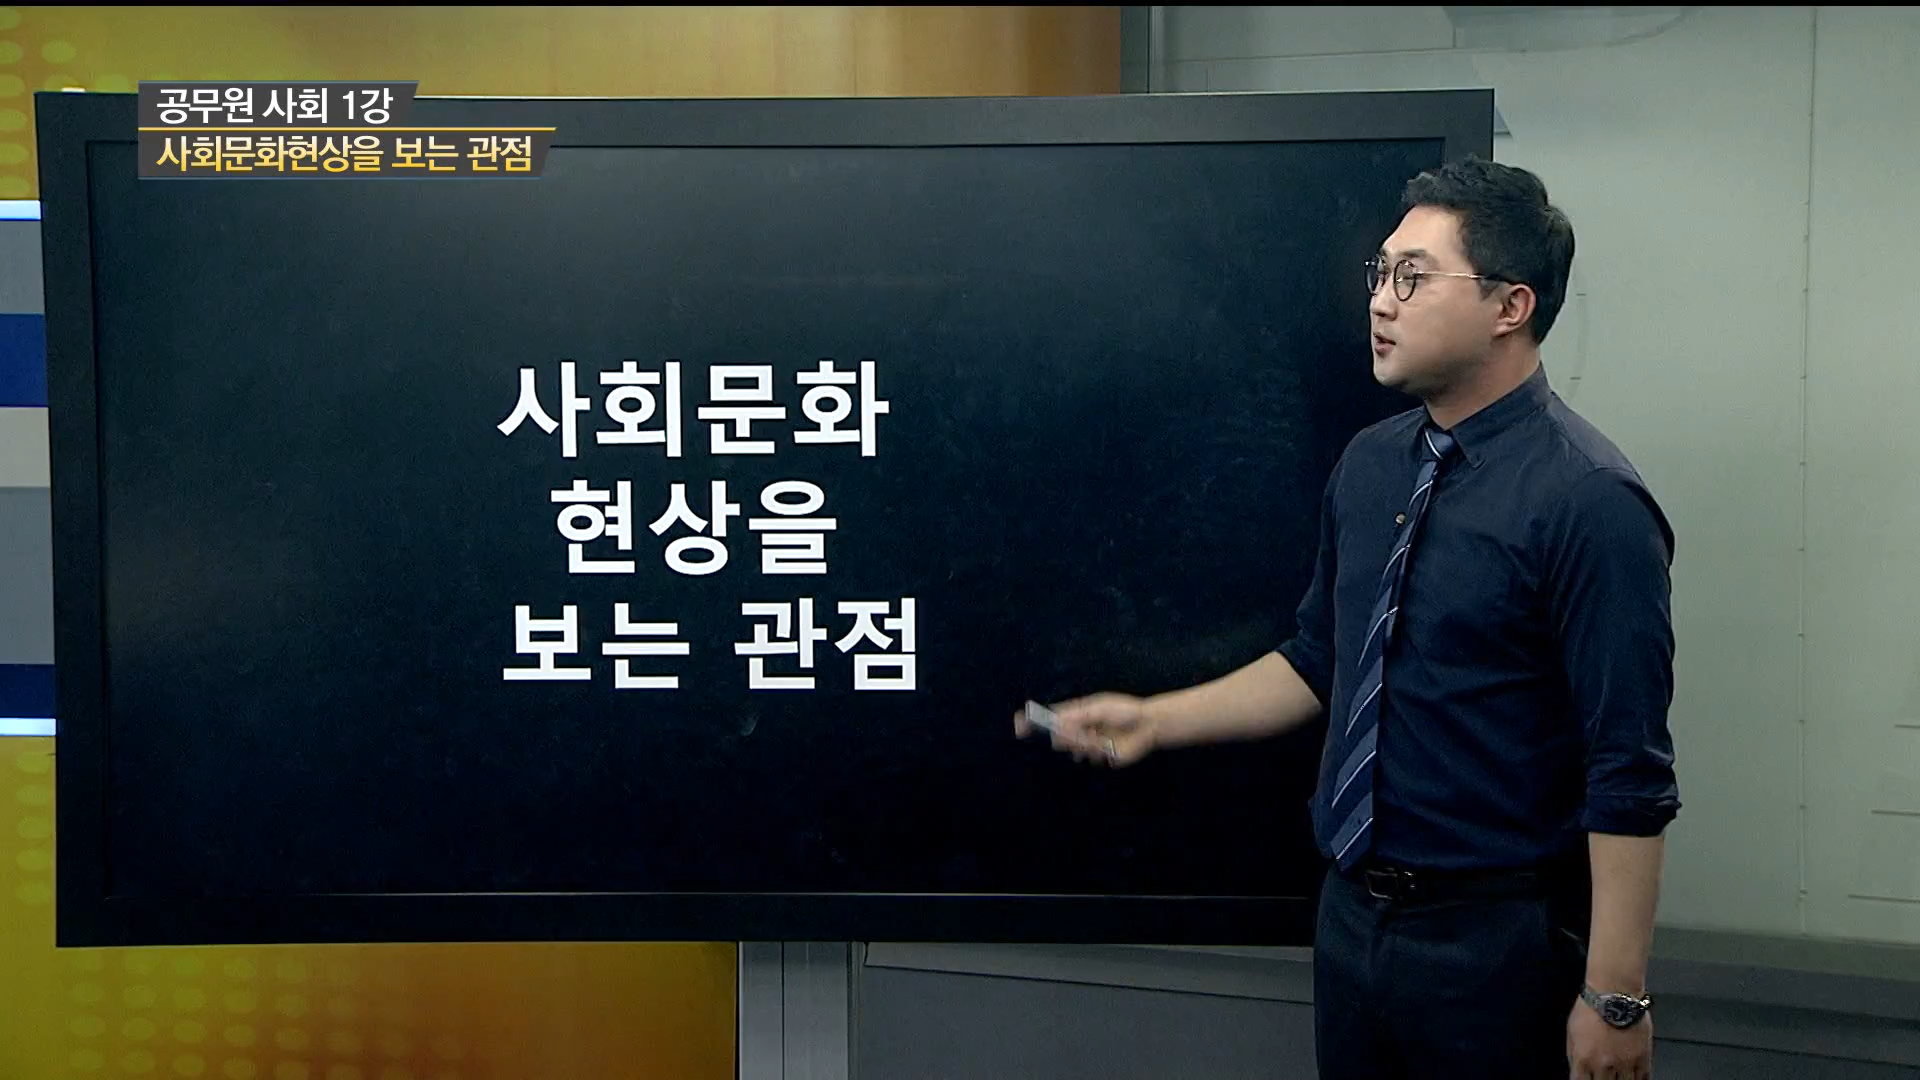 공무원 사회 1강
사회문화현상을 보는 관점
사회문화
현상을
보는 관점